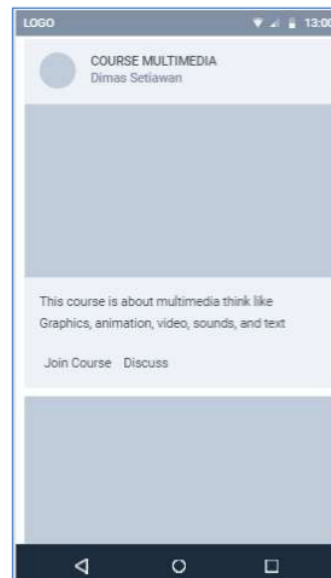 LOGO 13:00
COURSE MULTIMEDIA
Dimas Setiawan
This course is about multimedia think like
Graphics, animation, video, sounds, and text
Join Course Discuss